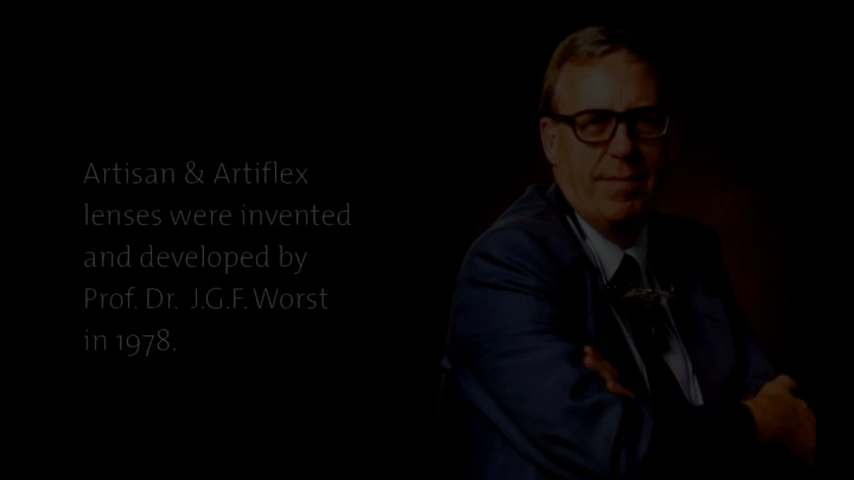 Artisan & Artiflex
lenses were invented
and developed by
Prof. Dr. J.G.F. Worst
in 1978.